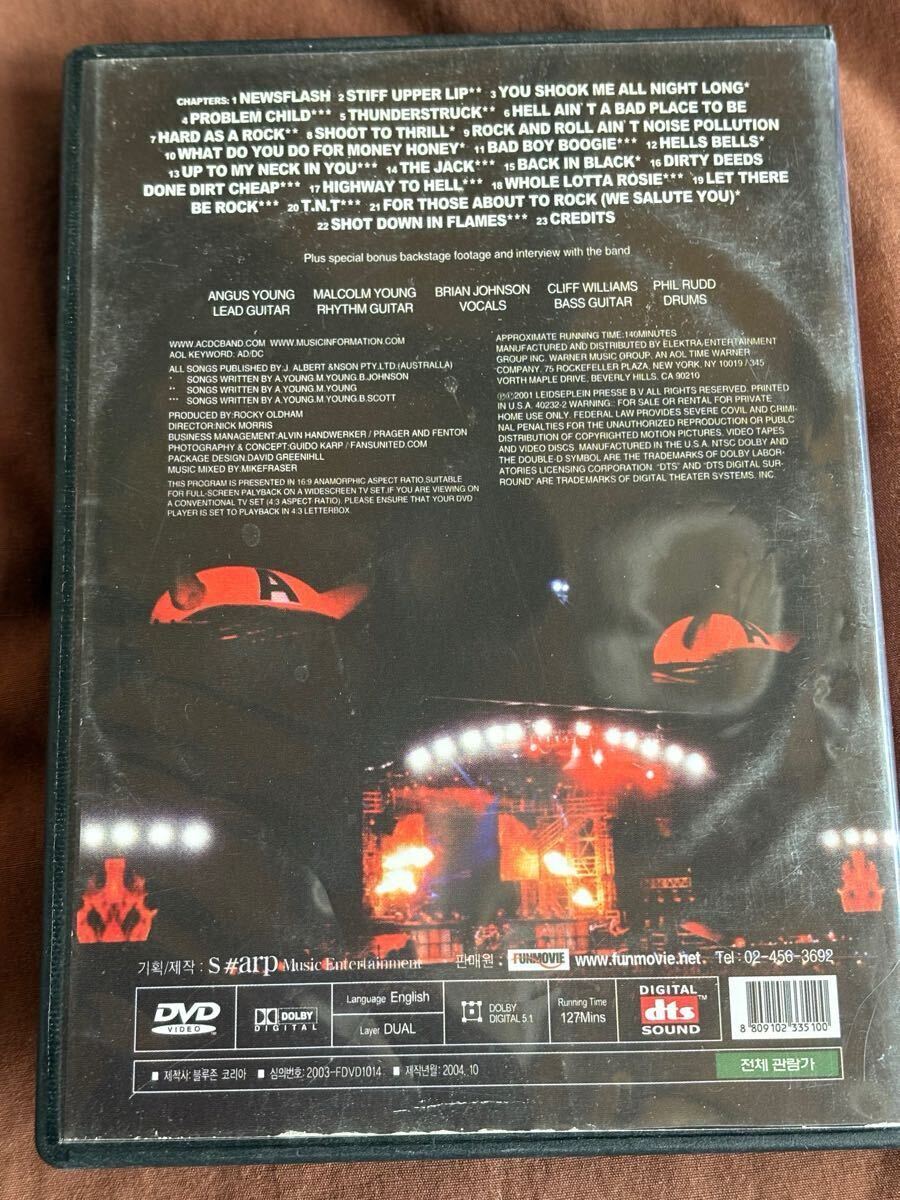 CHAPTERS: 1 NEWSFLASH 2 STIFF UPPER LIP** 3 YOU SHOOK ME ALL NIGHT LONG*
4 PROBLEM CHILD*** 5 THUNDERSTRUCK** 6 HELL AIN'T A BAD PLACE TO BE
7 HARD AS A ROCK** 8 SHOOT TO THRILL* 9 ROCK AND ROLL AIN'T NOISE POLLUTION
10 WHAT DO YOU DO FOR MONEY HONEY* 11 BAD BOY BOOGIE*** 12 HELLS BELLS*
13 UP TO MY NECK IN YOU*** 14 THE JACK*** 15 BACK IN BLACK* 16 DIRTY DEEDS
DONE DIRT CHEAP*** 17 HIGHWAY TO HELL*** 18 WHOLE LOTTA ROSIE*** 19 LET THERE
BE ROCK*** 20 T.N.T*** 21 FOR THOSE ABOUT TO ROCK (WE SALUTE YOU)*
22 SHOT DOWN IN FLAMES*** 23 CREDITS
Plus special bonus backstage footage and interview with the band
ANGUS YOUNG MALCOLM YOUNG BRIAN JOHNSON CLIFF WILLIAMS PHIL RUDD
LEAD GUITAR RHYTHM GUITAR VOCALS BASS GUITAR DRUMS
WWW.ACDCBAND.COM WWW.MUSICINFORMATION.COM
AOL KEYWORD: AD/DC
ALL SONGS PUBLISHED BY:J. ALBERT &NSON PTY.LTD:(AUSTRALLA)
* SONGS WRITTEN BY A.YOUNG.M.YOUNG.B.JOHNSON
** SONGS WRITTEN BY A.YOUNG.M.YOUNG
*** SONGS WRITTEN BY A.YOUNG.M.YOUNG.B.SCOTT
PRODUCED BY:ROCKY OLDHAM
DIRECTOR:NICK MORRIS
BUSINESS MANAGEMENT:ALVIN HANDWERKER / PRAGER AND FENTON
PHOTOGRAPHY & CONCEPT:GUIDO KARP / FANSUNITED.COM
PACKAGE DESIGN.DAVID GREENHILL
MUSIC MIXED BY:MIKEFRASER
THIS PROGRAM IS PRESENTED IN 16:9 ANAMORPHIC ASPECT RATIO.SUITABLE
FOR FULL-SCREEN PALYBACK ON A WIDESCREEN TV SET.IF YOU ARE VIEWING ON
A CONVENTIONAL TV SET (4:3 ASPECT RATIO). PLEASE ENSURE THAT YOUR DVD
PLAYER IS SET TO PLAYBACK IN 4:3 LETTERBOX.
APPROXIMATE RUNNING TIME:140MINUTES
MANUFACTURED AND DISTRIBUTED BY ELEKTRA,ENTERTAINMENT
GROUP INC. WARNER MUSIC GROUP, AN AOL TIME WARNER
COMPANY. 75 ROCKEFELLER PLAZA. NEW YORK. NY 10019 / 345
VORTH MAPLE DRIVE. BEVERLY HILLS. CA 90210
℗©2001 LEIDSEPLEIN PRESSE B.V ALL RIGHTS RESERVED. PRINTED
IN U.S.A. 40232-2 WARNING:: FOR SALE OR RENTAL FOR PRIVATE
HOME USE ONLY. FEDERAL LAW PROVIDES SEVERE COVIL AND CRIMI-
NAL PENALTIES FOR THE UNAUTHORIZED REPRODUCTION OR PUBLC
DISTRIBUTION OF COPYRIGHTED MOTION PICTURES, VIDEO TAPES
AND VIDEO DISCS. MANUFACTURED IN THE U.S.A. NTSC DOLBY AND
THE DOUBLE-D SYMBOL ARE THE TRADEMARKS OF DOLBY LABOR-
ATORIES LICENSING CORPORATION. "DTS" AND "DTS DIGITAL SUR-
ROUND" ARE TRADEMARKS OF DIGITAL THEATER SYSTEMS. INC.
A
A
기획/제작 : S#arp Music Entertainment 판매원 : FUNMOVIE www.funmovie.net. Tel : 02-456-3692
DVD VIDEO
DOLBY DIGITAL
Language English
Layer DUAL
DOLBY DIGITAL 5.1
Running Time 127Mins
DIGITAL dts SOUND
8 809102 335100
■ 제작사: 블루존 코리아 ■ 심의번호: 2003-FDVD1014 ■ 제작년월: 2004. 10 전체 관람가